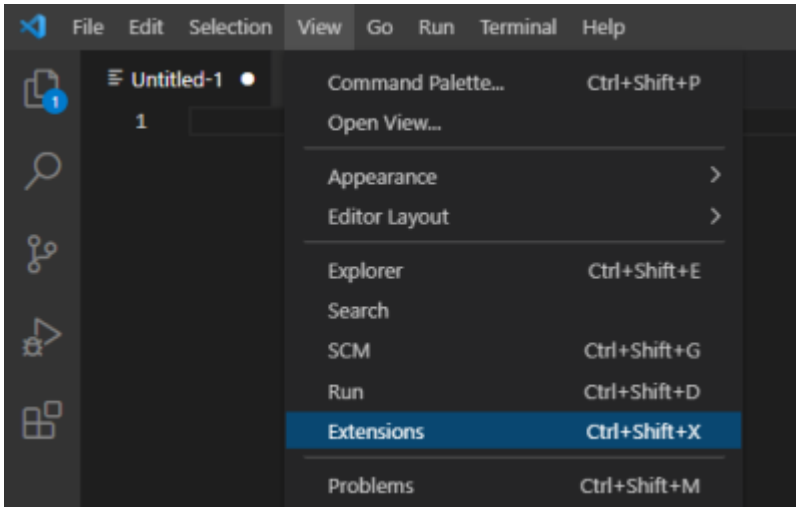 File Edit Selection View Go Run Terminal Help
Untitled-1
1
1
Command Palette... Ctrl+Shift+P
Open View...
Appearance
Editor Layout
Explorer Ctrl+Shift+E
Search
SCM Ctrl+Shift+G
Run Ctrl+Shift+D
Extensions Ctrl+Shift+X
Problems Ctrl+Shift+M